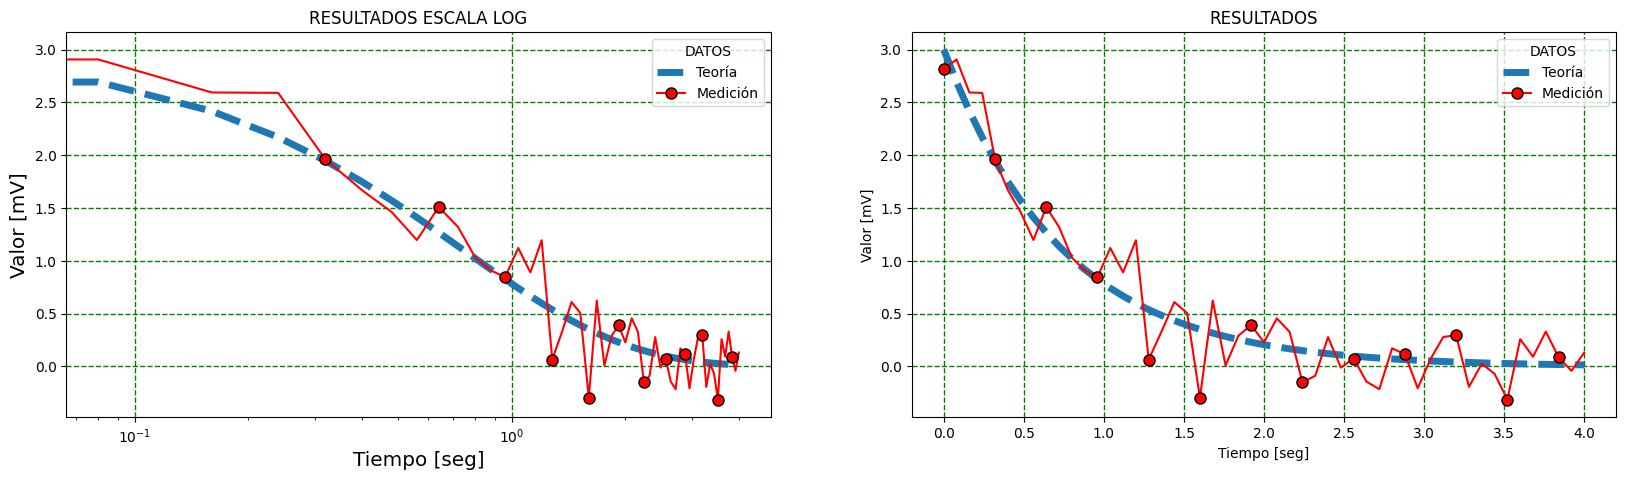 RESULTADOS ESCALA LOG
3.0
2.5
2.0
1.5
1.0
0.5
0.0
Valor [mV]
DATOS
Teoría
Medición
10⁻¹
10⁰
Tiempo [seg]
RESULTADOS
3.0
2.5
2.0
1.5
1.0
0.5
0.0
Valor [mV]
DATOS
Teoría
Medición
0.0 0.5 1.0 1.5 2.0 2.5 3.0 3.5 4.0
Tiempo [seg]